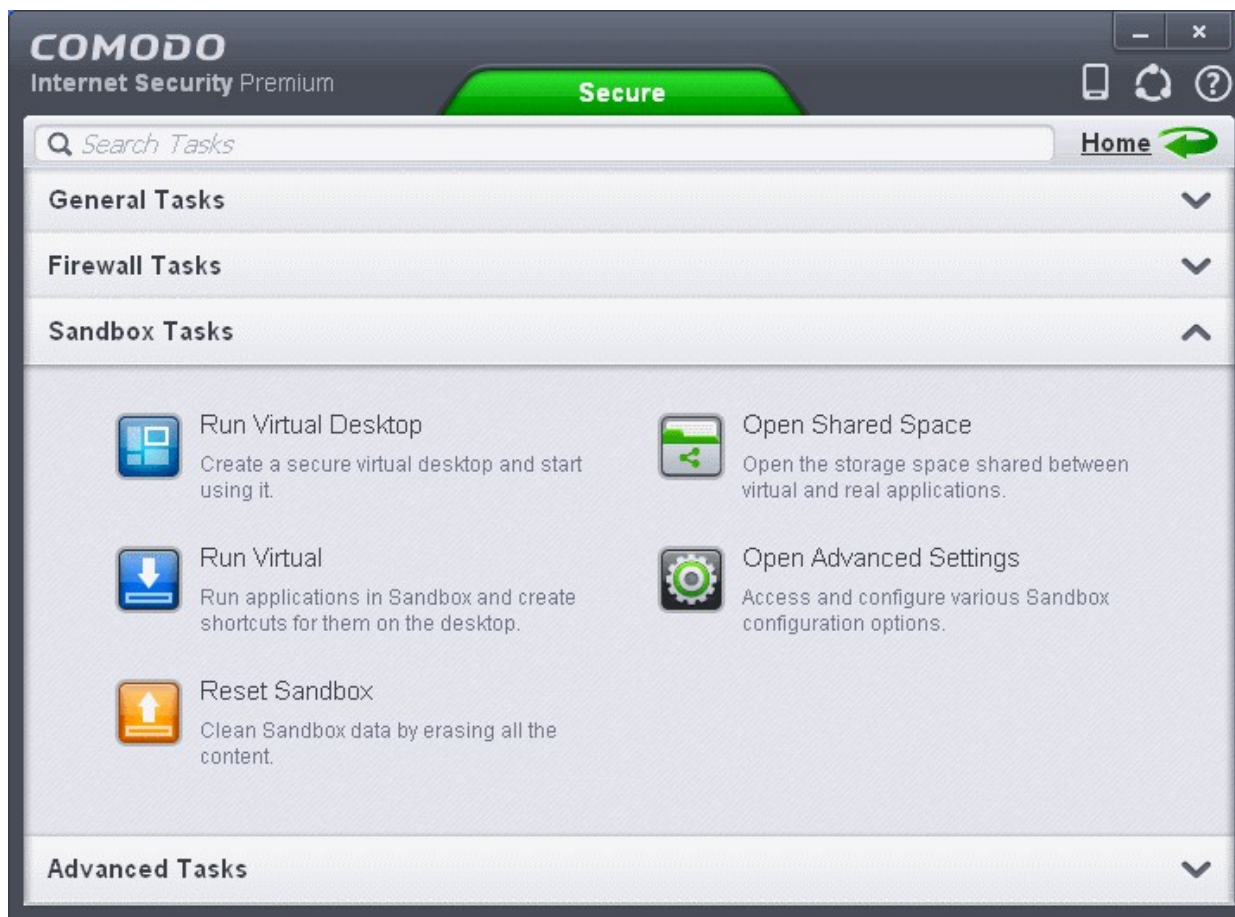 COMODO
Internet Security Premium
Secure
Search Tasks
Home
General Tasks
Firewall Tasks
Sandbox Tasks
Run Virtual Desktop
Create a secure virtual desktop and start
using it.
Open Shared Space
Open the storage space shared between
virtual and real applications.
Run Virtual
Run applications in Sandbox and create
shortcuts for them on the desktop.
Open Advanced Settings
Access and configure various Sandbox
configuration options.
Reset Sandbox
Clean Sandbox data by erasing all the
content.
Advanced Tasks